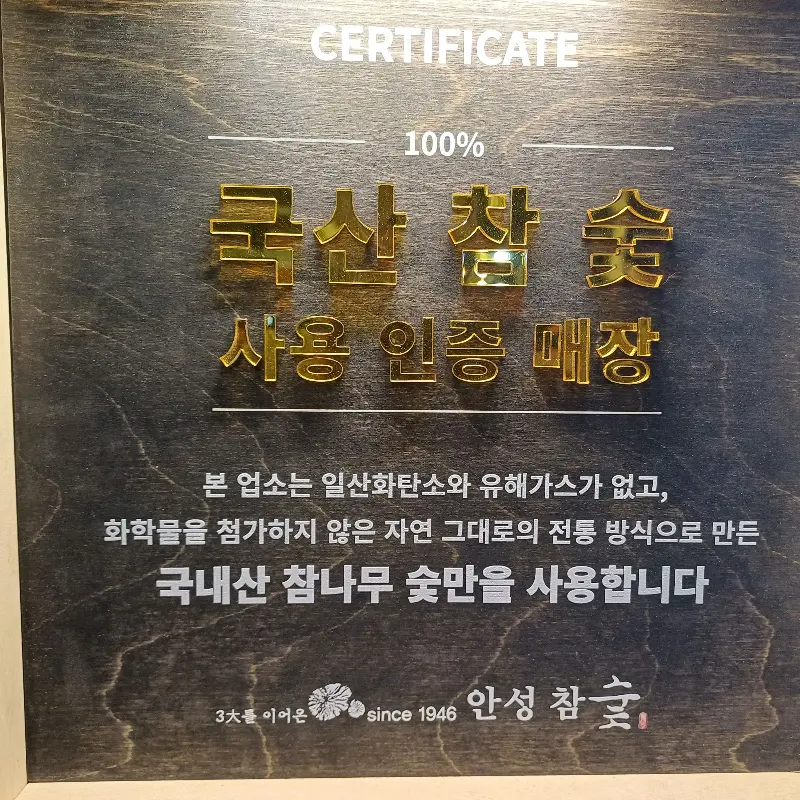 CERTIFICATE
100%
국산 참 숯
사용 인증 매장
본 업소는 일산화탄소와 유해가스가 없고,
화학물을 첨가하지 않은 자연 그대로의 전통 방식으로 만든
국내산 참나무 숯만을 사용합니다
3大를 이어온 since 1946 안성 참숯